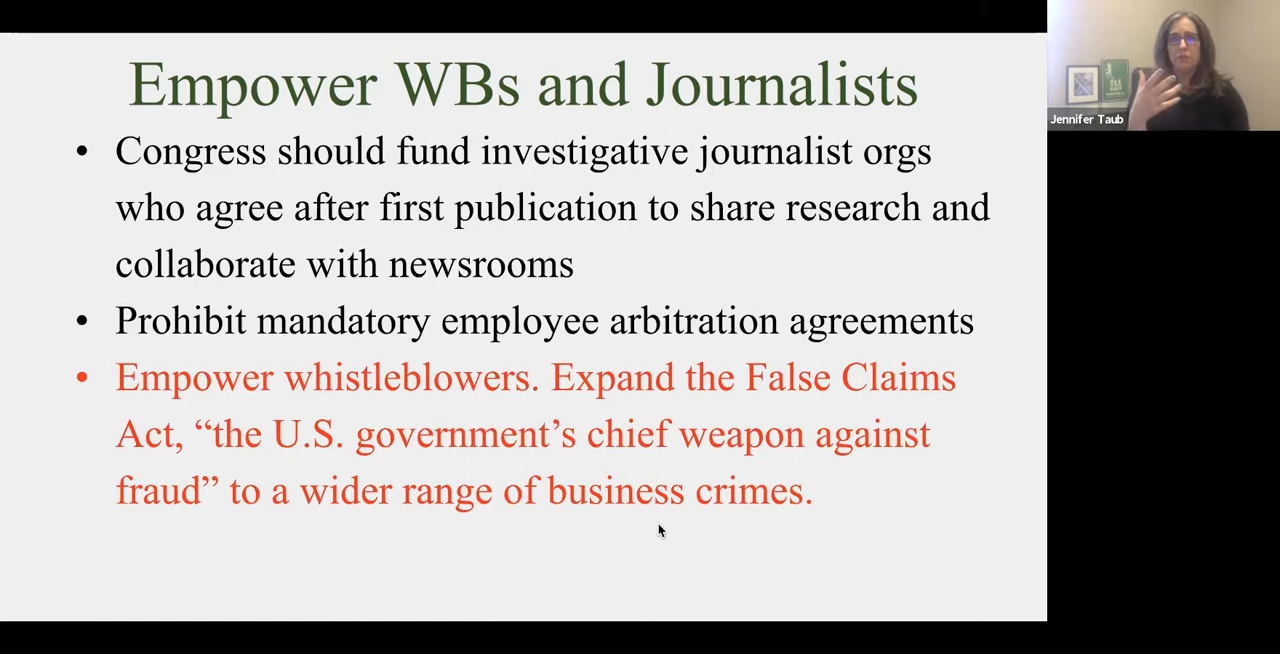 Empower WBs and Journalists
• Congress should fund investigative journalist orgs
who agree after first publication to share research and
collaborate with newsrooms
• Prohibit mandatory employee arbitration agreements
• Empower whistleblowers. Expand the False Claims
Act, “the U.S. government’s chief weapon against
fraud” to a wider range of business crimes.
Jennifer Taub